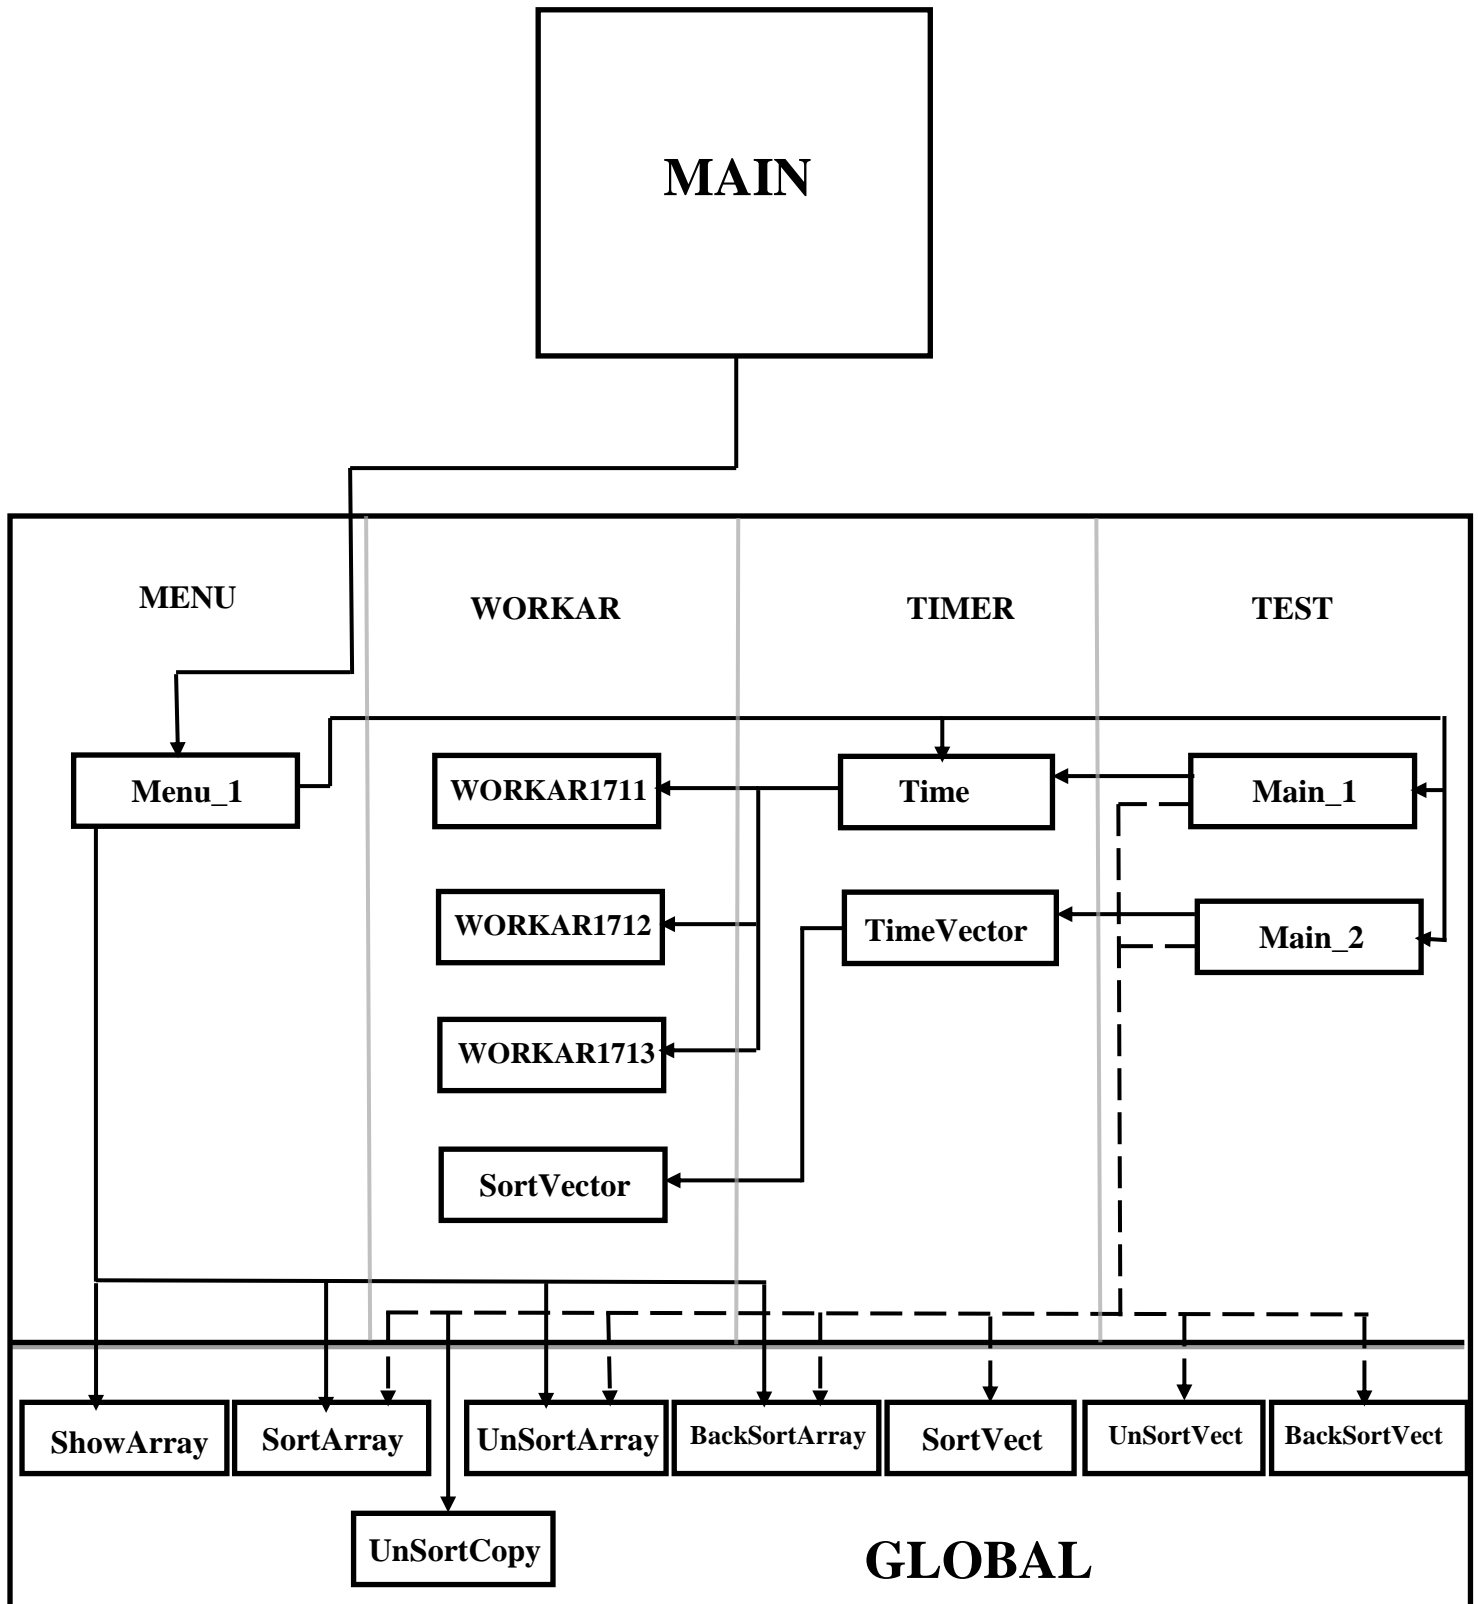 MAIN
MENU
WORKAR
TIMER
TEST
Menu_1
WORKAR1711
Time
Main_1
WORKAR1712
TimeVector
Main_2
WORKAR1713
SortVector
ShowArray
SortArray
UnSortArray
BackSortArray
SortVect
UnSortVect
BackSortVect
UnSortCopy
GLOBAL